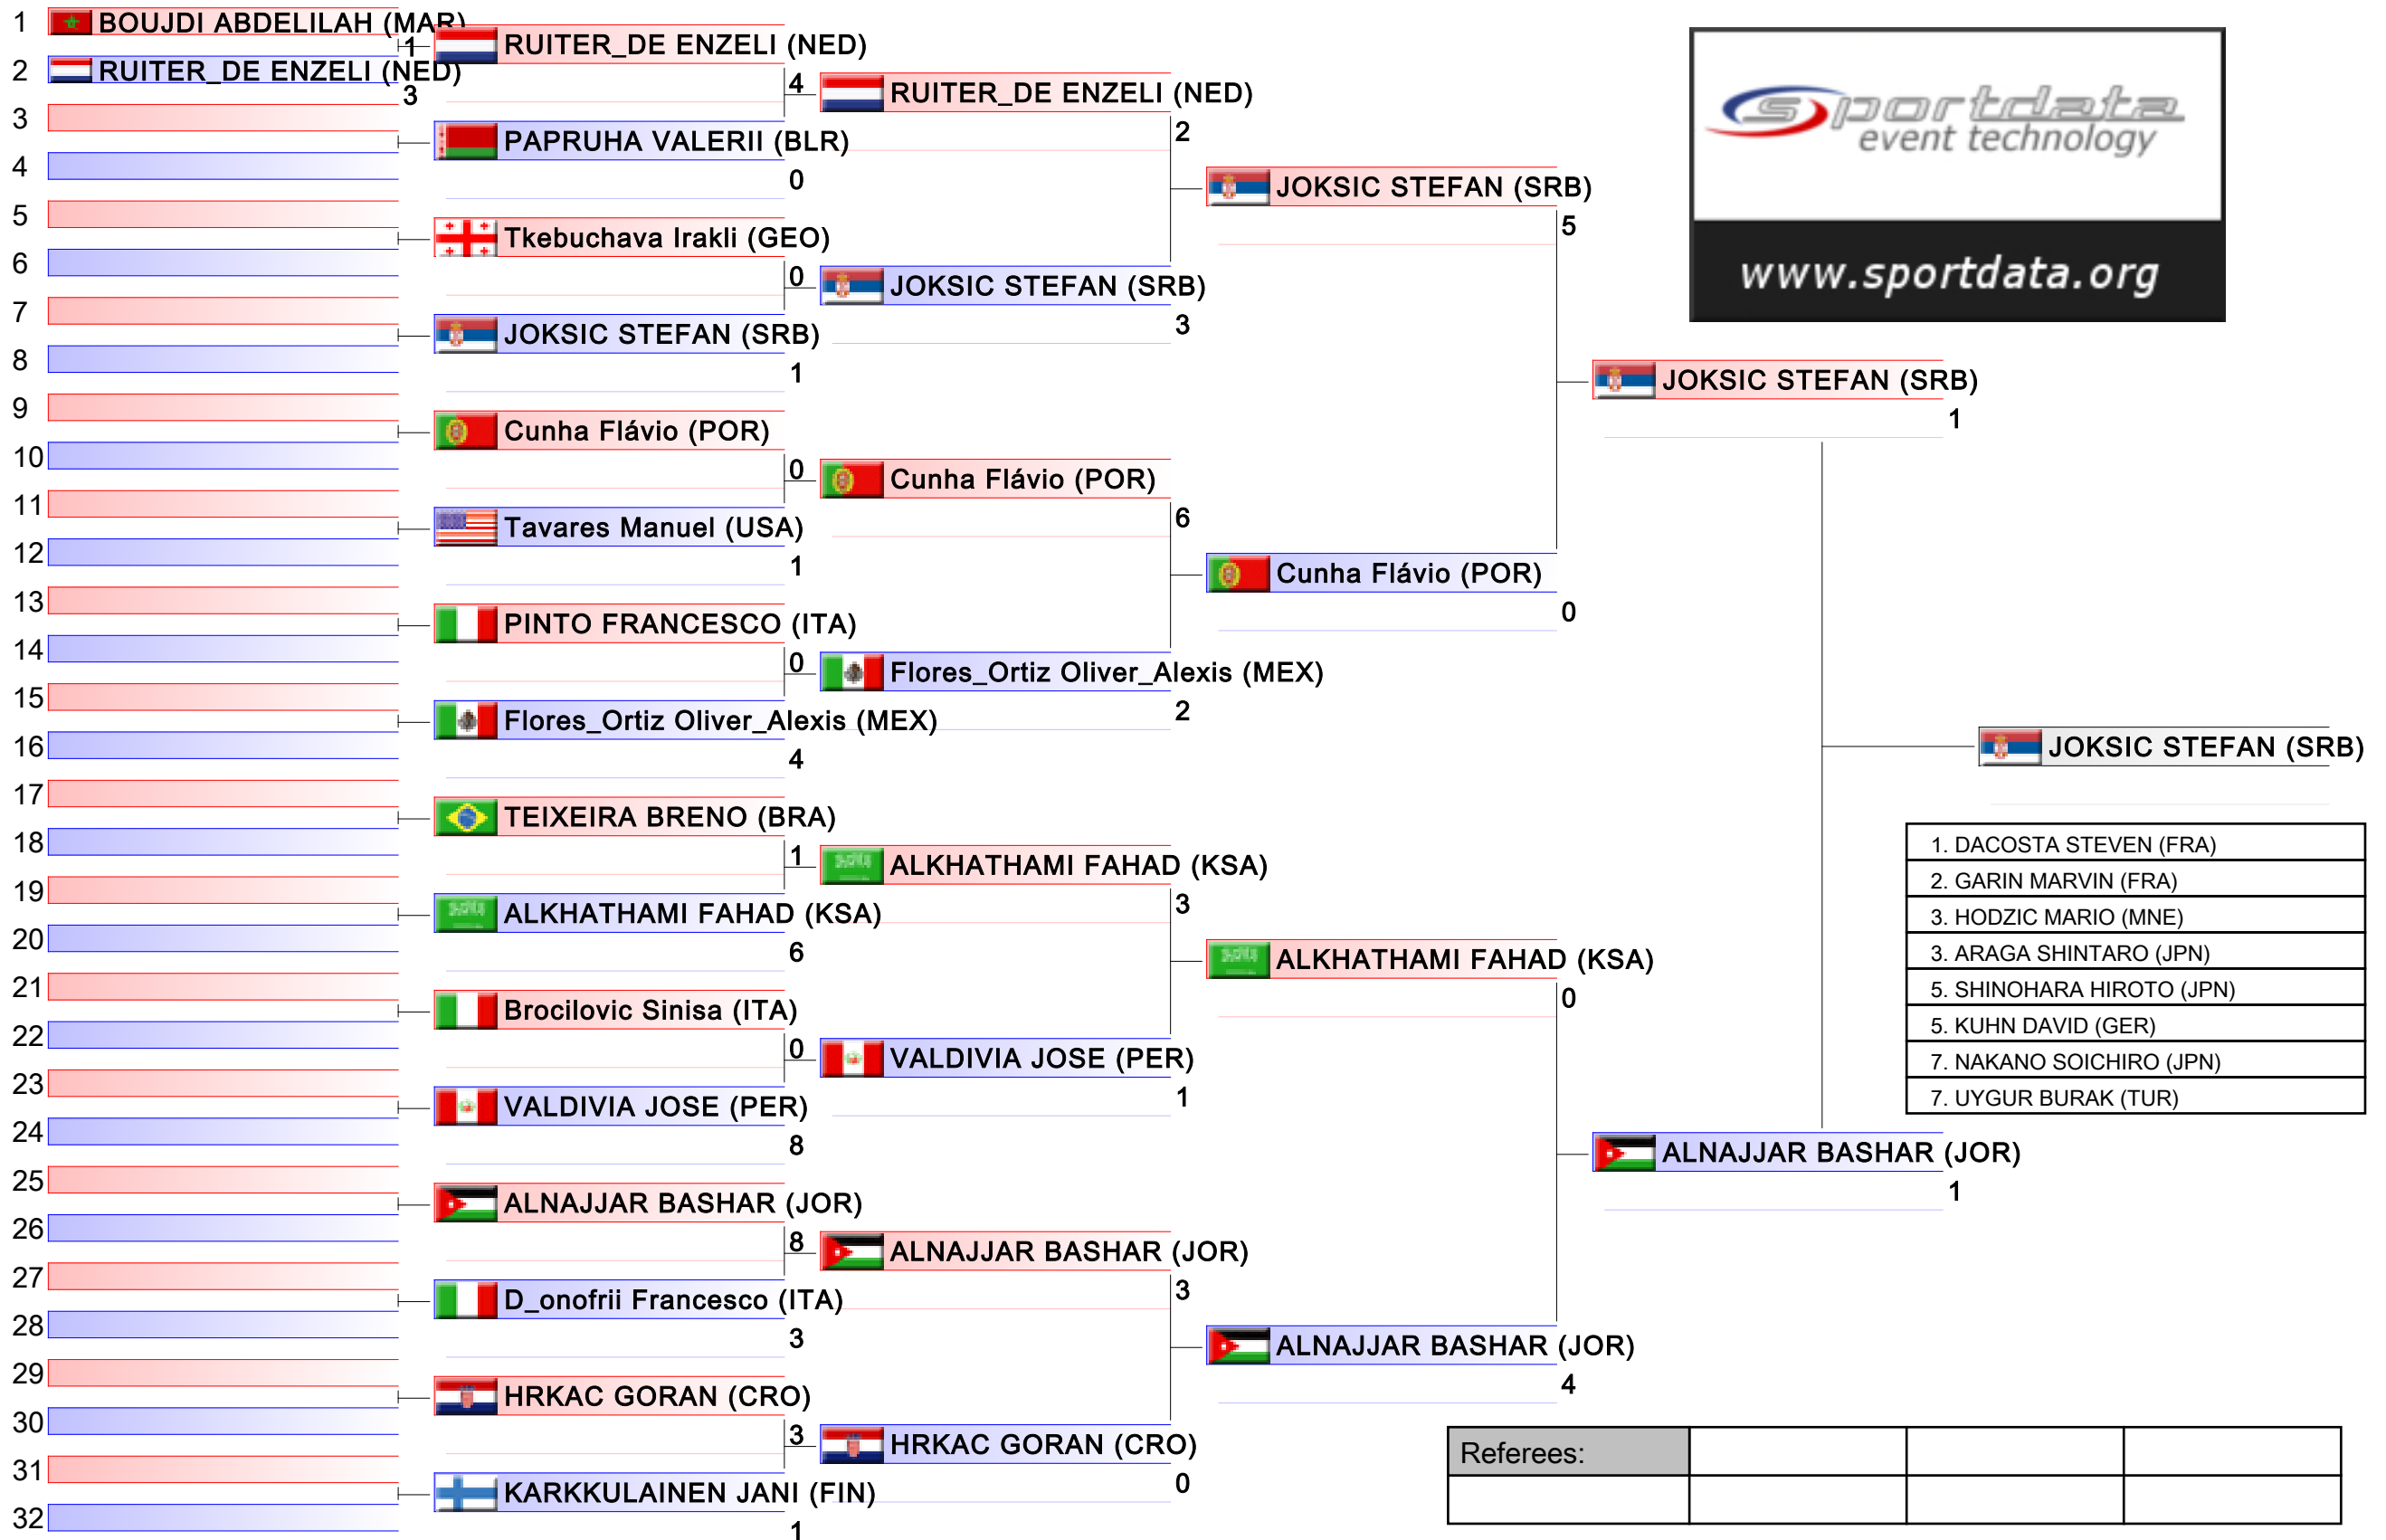 1 BOUJDI ABDELILAH (MAR)
1
2 RUITER_DE ENZELI (NED)
3
3
4
5
6
7
8
9
10
11
12
13
14
15
16
17
18
19
20
21
22
23
24
25
26
27
28
29
30
31
32
RUITER_DE ENZELI (NED)
4
PAPRUHA VALERII (BLR)
0
Tkebuchava Irakli (GEO)
0
JOKSIC STEFAN (SRB)
1
Cunha Flávio (POR)
0
Tavares Manuel (USA)
1
PINTO FRANCESCO (ITA)
0
Flores_Ortiz Oliver_Alexis (MEX)
4
TEIXEIRA BRENO (BRA)
1
ALKHATHAMI FAHAD (KSA)
6
Brocilovic Sinisa (ITA)
0
VALDIVIA JOSE (PER)
8
ALNAJJAR BASHAR (JOR)
8
D_onofrii Francesco (ITA)
3
HRKAC GORAN (CRO)
3
KARKKULAINEN JANI (FIN)
1
RUITER_DE ENZELI (NED)
2
JOKSIC STEFAN (SRB)
3
Cunha Flávio (POR)
6
Flores_Ortiz Oliver_Alexis (MEX)
2
ALKHATHAMI FAHAD (KSA)
3
VALDIVIA JOSE (PER)
1
ALNAJJAR BASHAR (JOR)
3
HRKAC GORAN (CRO)
0
JOKSIC STEFAN (SRB)
5
Cunha Flávio (POR)
0
ALKHATHAMI FAHAD (KSA)
0
ALNAJJAR BASHAR (JOR)
4
JOKSIC STEFAN (SRB)
1
ALNAJJAR BASHAR (JOR)
1
JOKSIC STEFAN (SRB)
sportdata
event technology
www.sportdata.org
1. DACOSTA STEVEN (FRA)
2. GARIN MARVIN (FRA)
3. HODZIC MARIO (MNE)
3. ARAGA SHINTARO (JPN)
5. SHINOHARA HIROTO (JPN)
5. KUHN DAVID (GER)
7. NAKANO SOICHIRO (JPN)
7. UYGUR BURAK (TUR)
Referees: